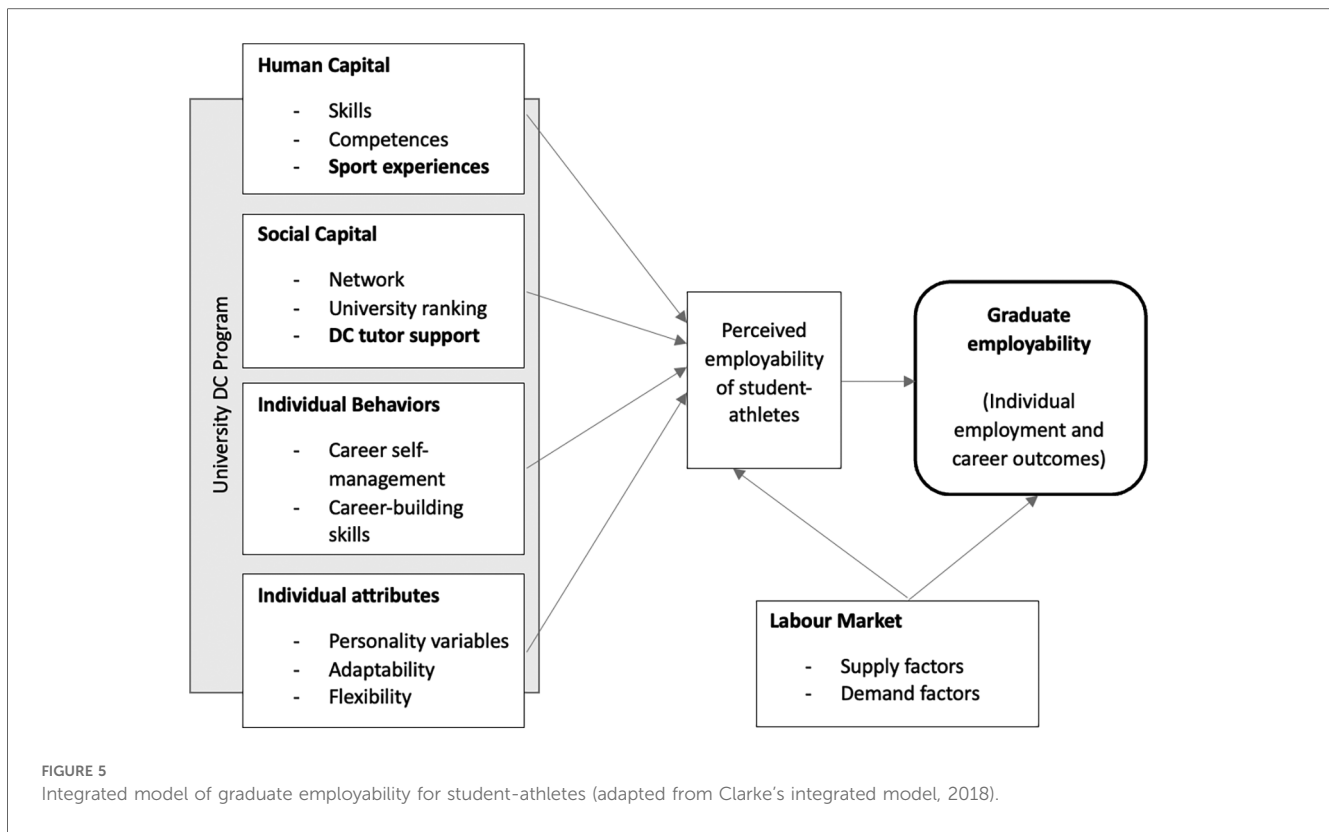 University DC Program
Human Capital
- Skills
- Competences
- Sport experiences
Social Capital
- Network
- University ranking
- DC tutor support
Individual Behaviors
- Career self-
management
- Career-building
skills
Individual attributes
- Personality variables
- Adaptability
- Flexibility
Perceived
employability
of student-
athletes
Graduate
employability
(Individual
employment and
career outcomes)
Labour Market
- Supply factors
- Demand factors
FIGURE 5
Integrated model of graduate employability for student-athletes (adapted from Clarke's integrated model, 2018).